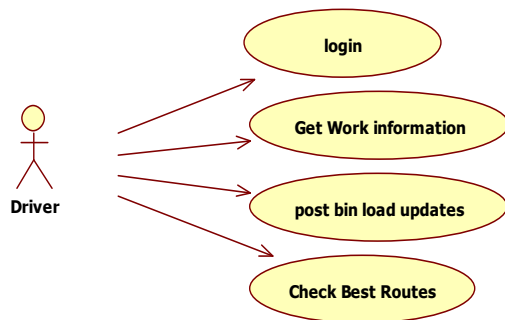 login
Get Work information
Driver
post bin load updates
Check Best Routes